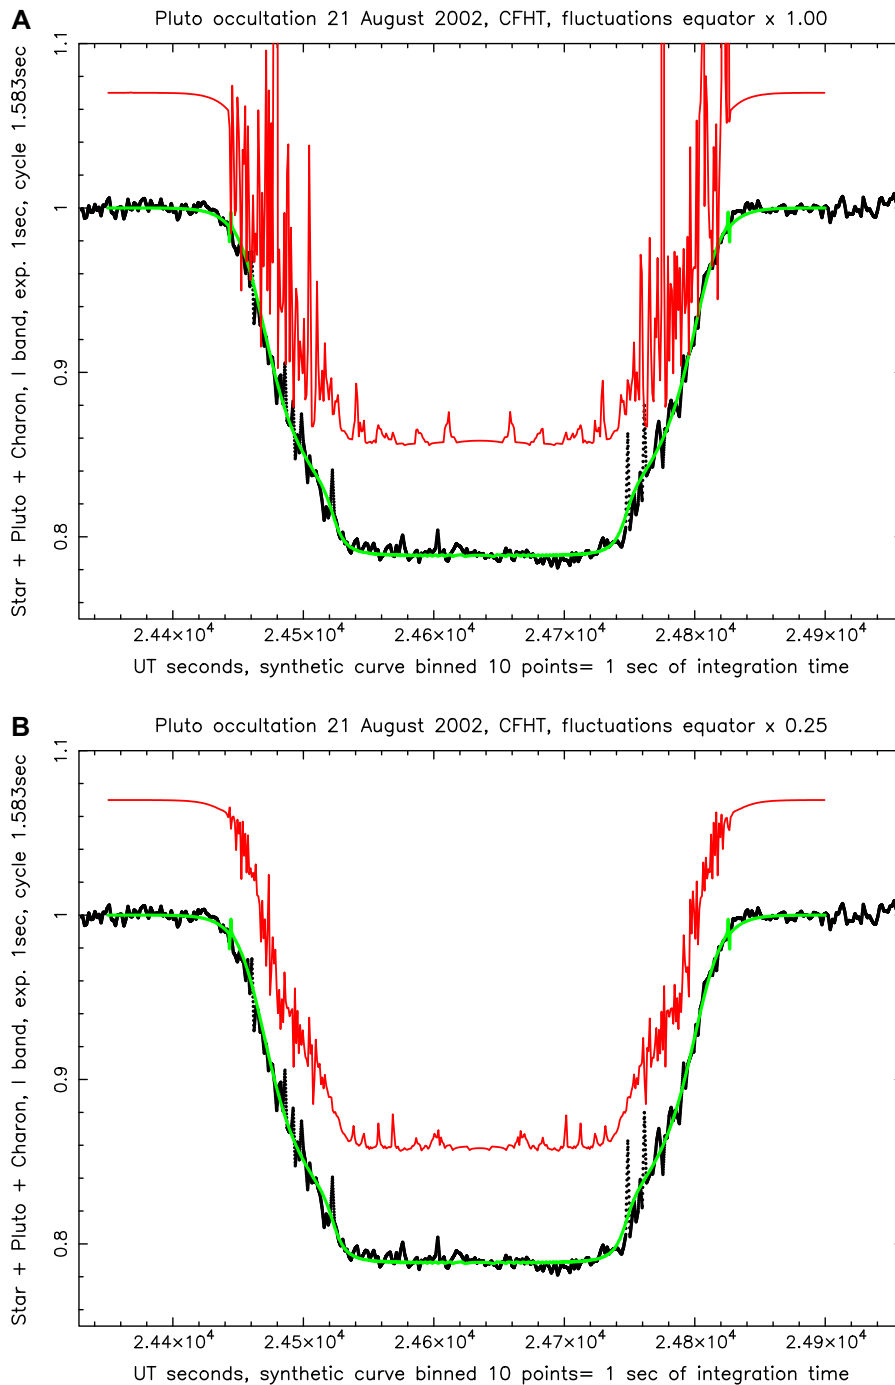 A
Pluto occultation 21 August 2002, CFHT, fluctuations equator x 1.00
Star + Pluto + Charon, I band, exp. 1sec, cycle 1.583sec
1.1
1
0.9
0.8
2.44×10⁴ 2.45×10⁴ 2.46×10⁴ 2.47×10⁴ 2.48×10⁴ 2.49×10⁴
UT seconds, synthetic curve binned 10 points= 1 sec of integration time
B
Pluto occultation 21 August 2002, CFHT, fluctuations equator x 0.25
Star + Pluto + Charon, I band, exp. 1sec, cycle 1.583sec
1.1
1
0.9
0.8
2.44×10⁴ 2.45×10⁴ 2.46×10⁴ 2.47×10⁴ 2.48×10⁴ 2.49×10⁴
UT seconds, synthetic curve binned 10 points= 1 sec of integration time